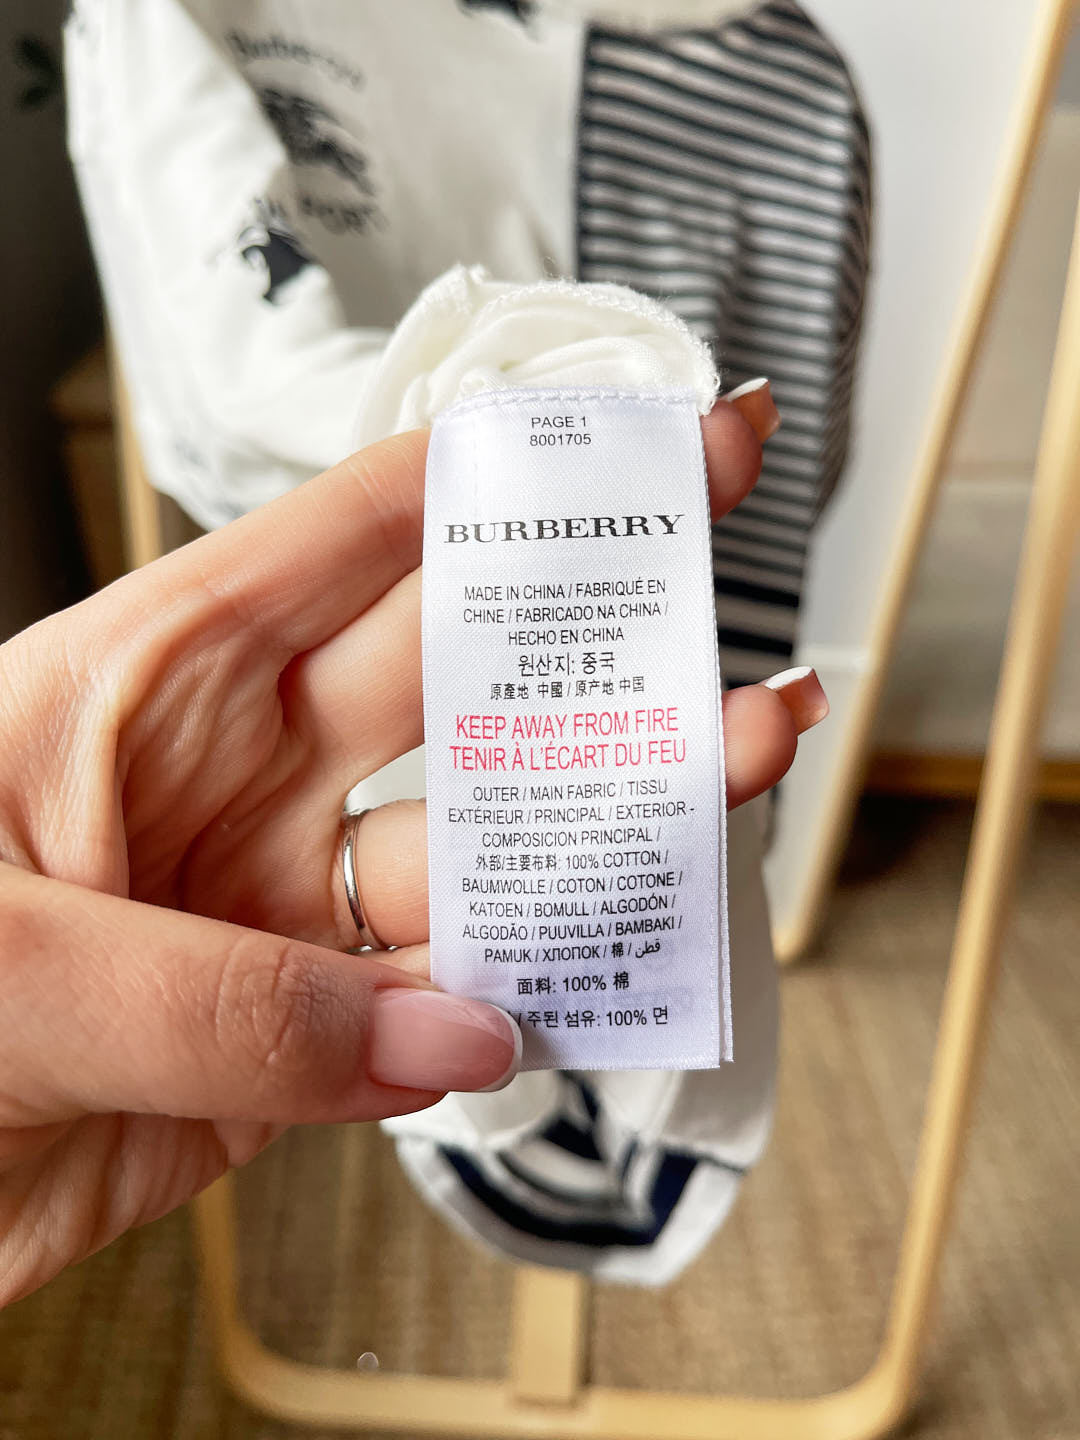 Burberry
PAGE 1
8001705
BURBERRY
MADE IN CHINA / FABRIQUÉ EN
CHINE / FABRICADO NA CHINA /
HECHO EN CHINA
원산지: 중국
原產地 中國 / 原产地 中国
KEEP AWAY FROM FIRE
TENIR À L'ÉCART DU FEU
OUTER / MAIN FABRIC / TISSU
EXTÉRIEUR / PRINCIPAL / EXTERIOR -
COMPOSICION PRINCIPAL /
外部/主要布料: 100% COTTON /
BAUMWOLLE / COTON / COTONE /
KATOEN / BOMULL / ALGODÓN /
ALGODÃO / PUUVILLA / BAMBAKI /
PAMUK / ХЛОПОК / 棉 / قطن
面料: 100% 棉
/ 주된 섬유: 100% 면